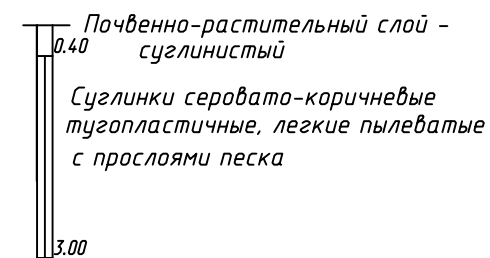 Почвенно-растительный слой -
0.40
суглинистый
Суглинки серовато-коричневые
тугопластичные, легкие пылеватые
с прослоями песка
3.00